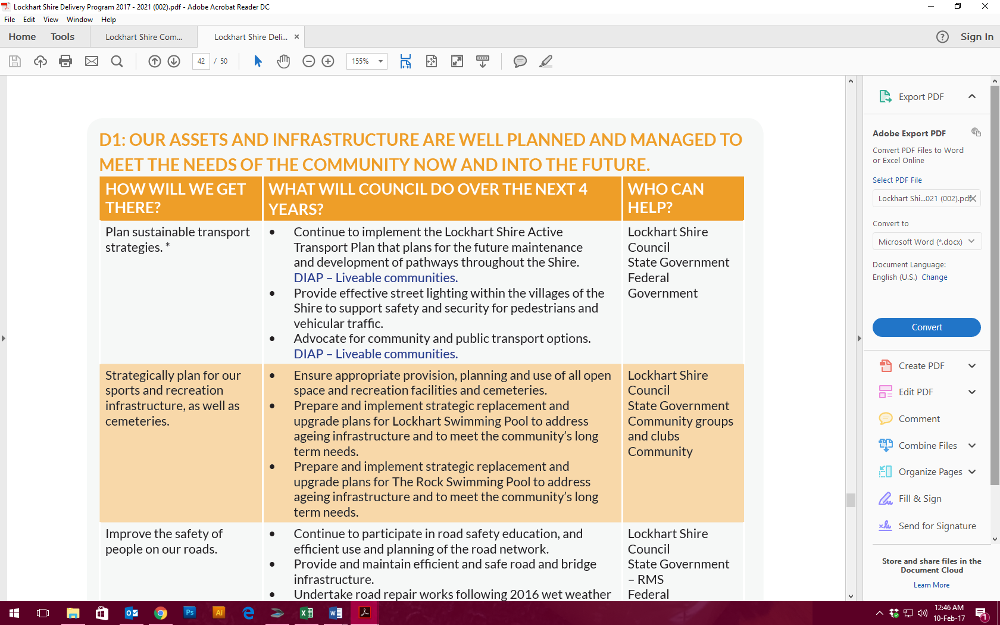 Lockhart Shire Delivery Program 2017 - 2021 (002).pdf - Adobe Acrobat Reader DC
File Edit View Window Help
Home Tools Lockhart Shire Com... Lockhart Shire Deli... × ? Sign In
42 / 50 155%
D1: OUR ASSETS AND INFRASTRUCTURE ARE WELL PLANNED AND MANAGED TO
MEET THE NEEDS OF THE COMMUNITY NOW AND INTO THE FUTURE.
HOW WILL WE GET
THERE?
WHAT WILL COUNCIL DO OVER THE NEXT 4
YEARS?
WHO CAN
HELP?
Plan sustainable transport
strategies. *
• Continue to implement the Lockhart Shire Active
Transport Plan that plans for the future maintenance
and development of pathways throughout the Shire.
DIAP – Liveable communities.
• Provide effective street lighting within the villages of the
Shire to support safety and security for pedestrians and
vehicular traffic.
• Advocate for community and public transport options.
DIAP – Liveable communities.
Lockhart Shire
Council
State Government
Federal
Government
Strategically plan for our
sports and recreation
infrastructure, as well as
cemeteries.
• Ensure appropriate provision, planning and use of all open
space and recreation facilities and cemeteries.
• Prepare and implement strategic replacement and
upgrade plans for Lockhart Swimming Pool to address
ageing infrastructure and to meet the community's long
term needs.
• Prepare and implement strategic replacement and
upgrade plans for The Rock Swimming Pool to address
ageing infrastructure and to meet the community's long
term needs.
Lockhart Shire
Council
State Government
Community groups
and clubs
Community
Improve the safety of
people on our roads.
• Continue to participate in road safety education, and
efficient use and planning of the road network.
• Provide and maintain efficient and safe road and bridge
infrastructure.
• Undertake road repair works following 2016 wet weather
Lockhart Shire
Council
State Government
– RMS
Federal
Export PDF
Adobe Export PDF
Convert PDF Files to Word
or Excel Online
Select PDF File
Lockhart Shi...021 (002).pdf
Convert to
Microsoft Word (*.docx)
Document Language:
English (U.S.) Change
Convert
Create PDF
Edit PDF
Comment
Combine Files
Organize Pages
Fill & Sign
Send for Signature
Store and share files in the
Document Cloud
Learn More
Ps Ai
12:46 AM
10-Feb-17
1